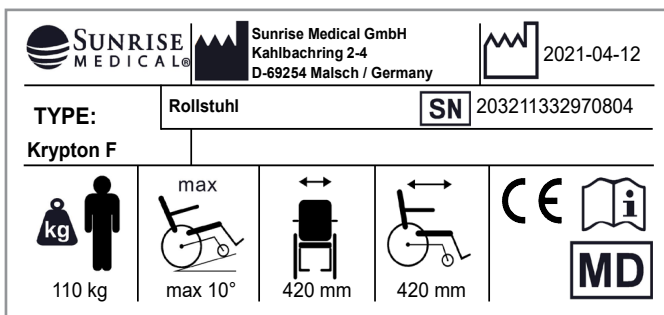 SUNRISE
MEDICAL®
Sunrise Medical GmbH
Kahlbachring 2-4
D-69254 Malsch / Germany
2021-04-12
TYPE:
Rollstuhl
SN 203211332970804
Krypton F
kg
110 kg
max
max 10°
420 mm
420 mm
CE
i
MD